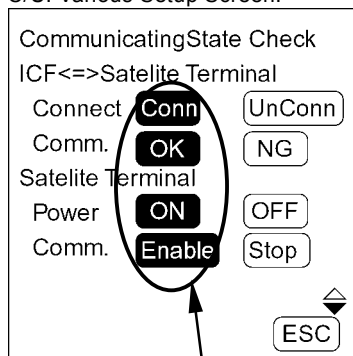 CommunicatingState Check
ICF<=>Satelite Terminal
Connect Conn UnConn
Comm. OK NG
Satelite Terminal
Power ON OFF
Comm. Enable Stop
ESC